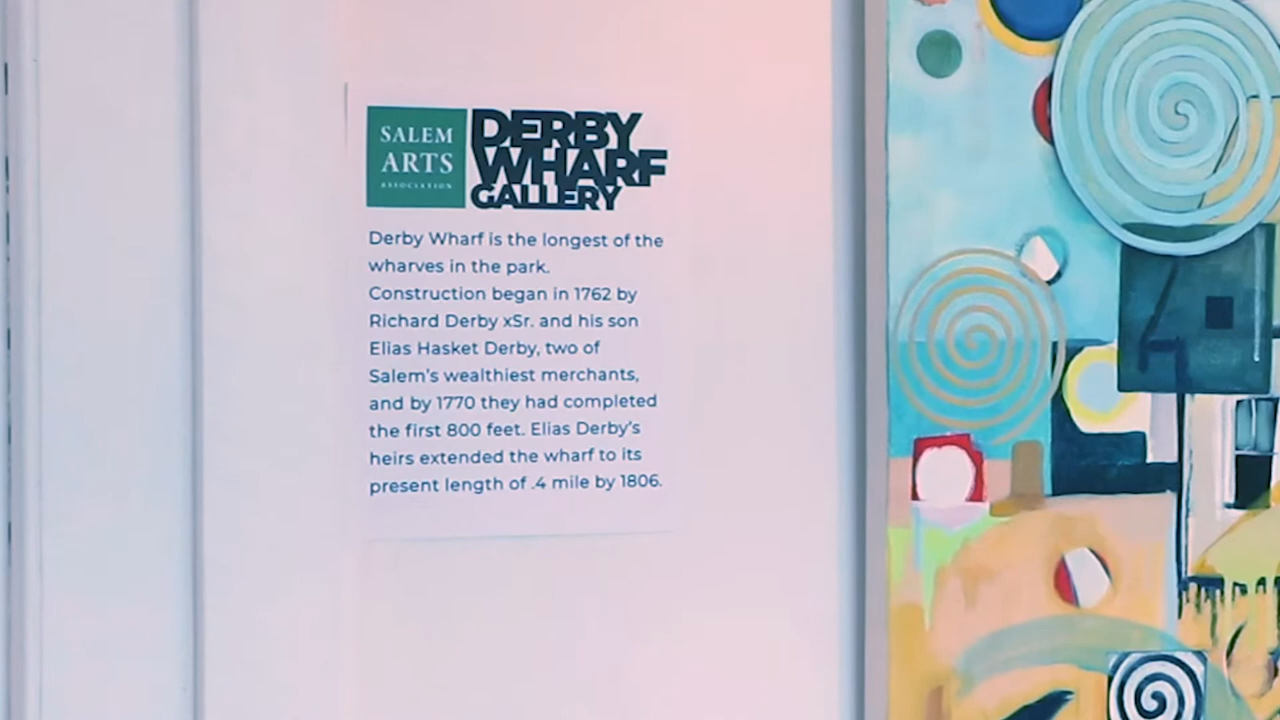 SALEM
ARTS
ASSOCIATION
DERBY
WHARF
GALLERY
Derby Wharf is the longest of the
wharves in the park.
Construction began in 1762 by
Richard Derby xSr. and his son
Elias Hasket Derby, two of
Salem's wealthiest merchants,
and by 1770 they had completed
the first 800 feet. Elias Derby's
heirs extended the wharf to its
present length of .4 mile by 1806.